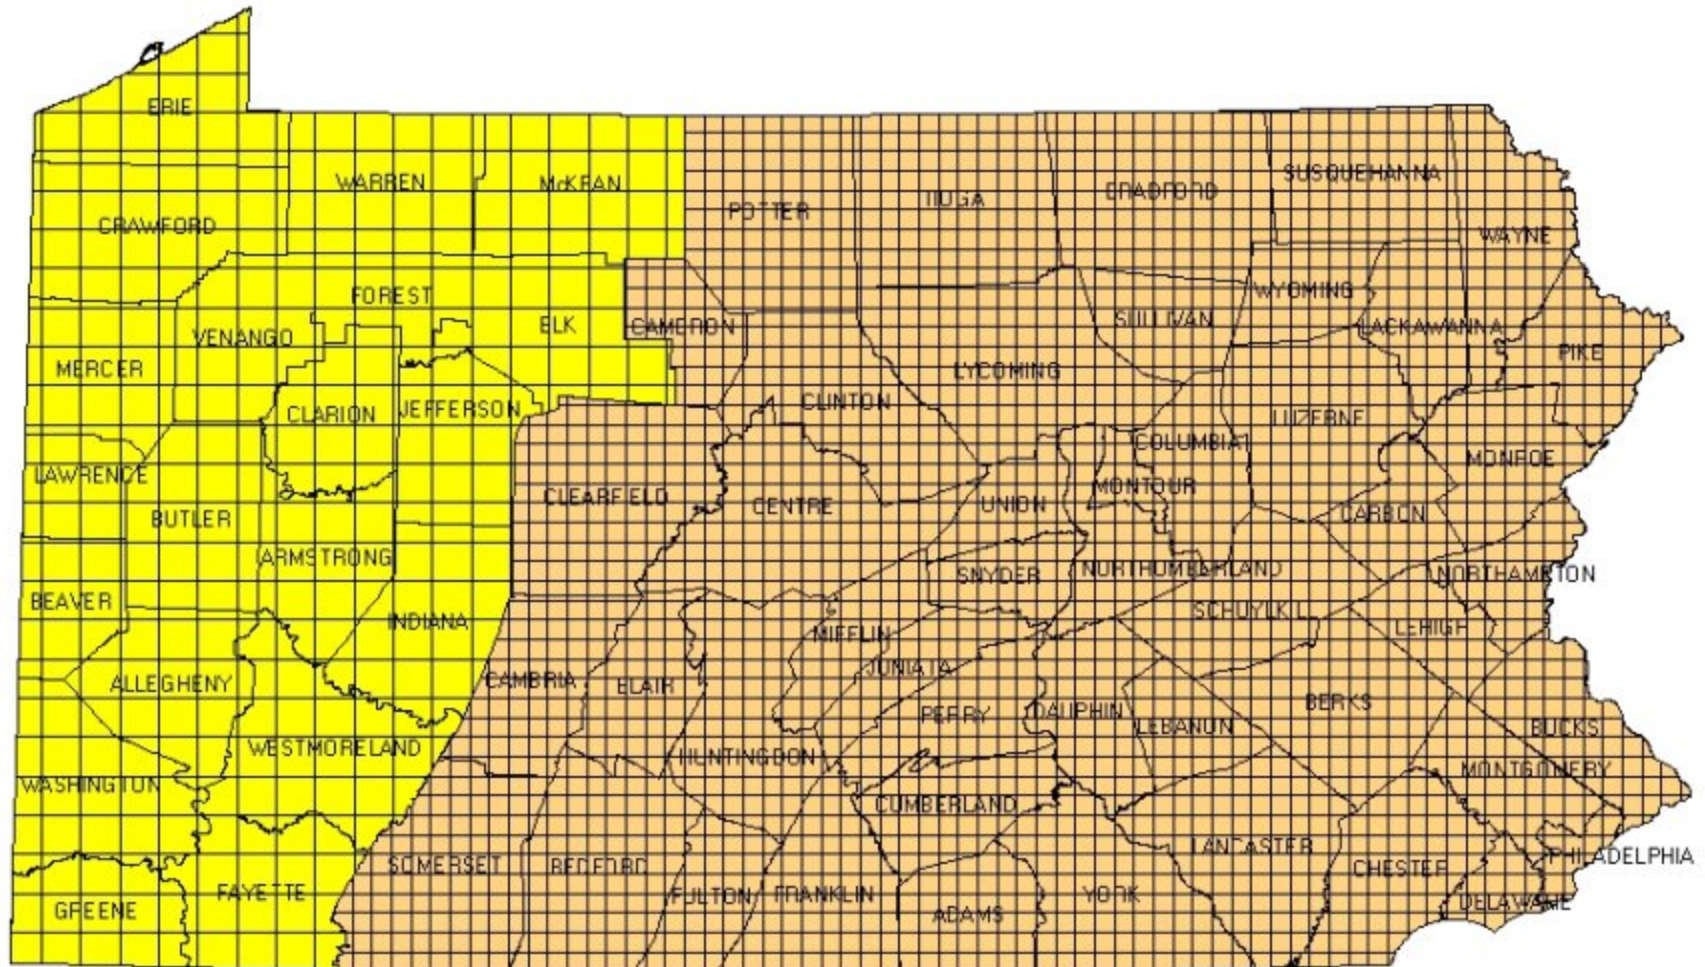 ERIE
SUSQUEHANNA
WARREN
McKEAN
POTTER
TIOGA
BRADFORD
CRAWFORD
WAYNE
FOREST
WYOMING
VENANGO
ELK
CAMERON
SULLIVAN
LACKAWANNA
MERCER
PIKE
LYCOMING
CLARION
JEFFERSON
CLINTON
LUZERNE
COLUMBIA
MONROE
LAWRENCE
CLEARFIELD
CENTRE
UNION
MONTOUR
BUTLER
CARBON
ARMSTRONG
SNYDER
NORTHUMBERLAND
NORTHAMPTON
BEAVER
INDIANA
SCHUYLKIL
MIFFLIN
LEHIGH
ALLEGHENY
CAMBRIA
BLAIR
JUNIATA
PERRY
DAUPHIN
LEBANON
BERKS
BUCKS
WESTMORELAND
HUNTINGDON
WASHINGTON
MONTGOMERY
CUMBERLAND
LANCASTER
PHILADELPHIA
SOMERSET
BEDFORD
CHESTER
GREENE
FAYETTE
FULTON
FRANKLIN
ADAMS
YORK
DELAWARE